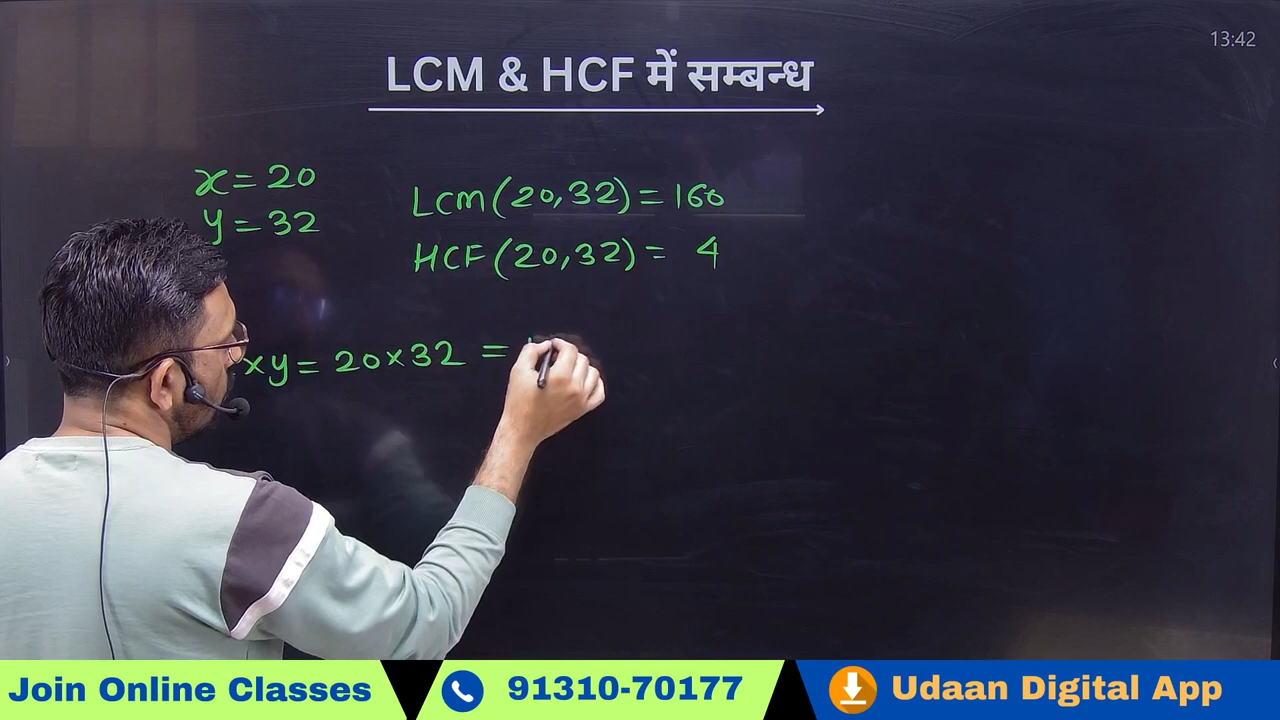 13:42
LCM & HCF में सम्बन्ध
x = 20
y = 32
Lcm (20,32) = 160
HCF (20,32) = 4
xy = 20 × 32 =
Join Online Classes
91310-70177
Udaan Digital App